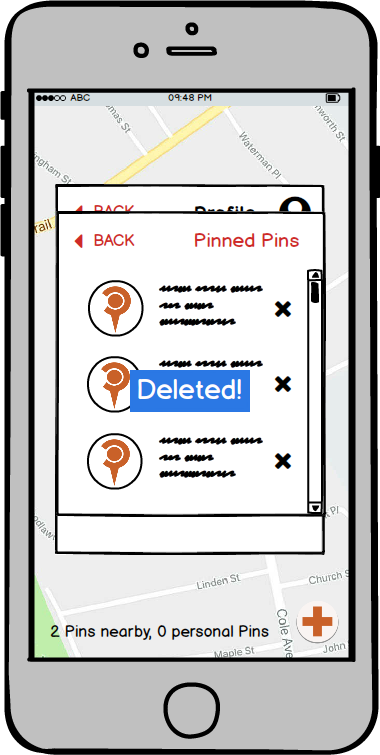 ABC 09:48 PM
Waterman Pl
BACK Profile
BACK Pinned Pins
Deleted!
Linden St
Church S
Cole Ave
2 Pins nearby, 0 personal Pins
Maple St
John